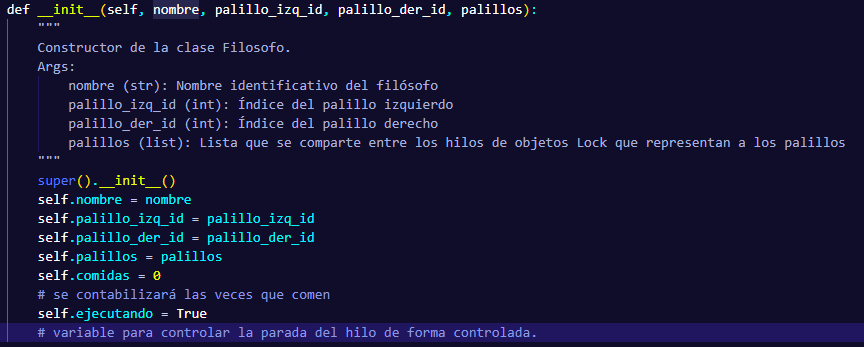 def __init__(self, nombre, palillo_izq_id, palillo_der_id, palillos):
"""
Constructor de la clase Filosofo.
Args:
nombre (str): Nombre identificativo del filósofo
palillo_izq_id (int): Índice del palillo izquierdo
palillo_der_id (int): Índice del palillo derecho
palillos (list): Lista que se comparte entre los hilos de objetos Lock que representan a los palillos
"""
super().__init__()
self.nombre = nombre
self.palillo_izq_id = palillo_izq_id
self.palillo_der_id = palillo_der_id
self.palillos = palillos
self.comidas = 0
# se contabilizará las veces que comen
self.ejecutando = True
# variable para controlar la parada del hilo de forma controlada.